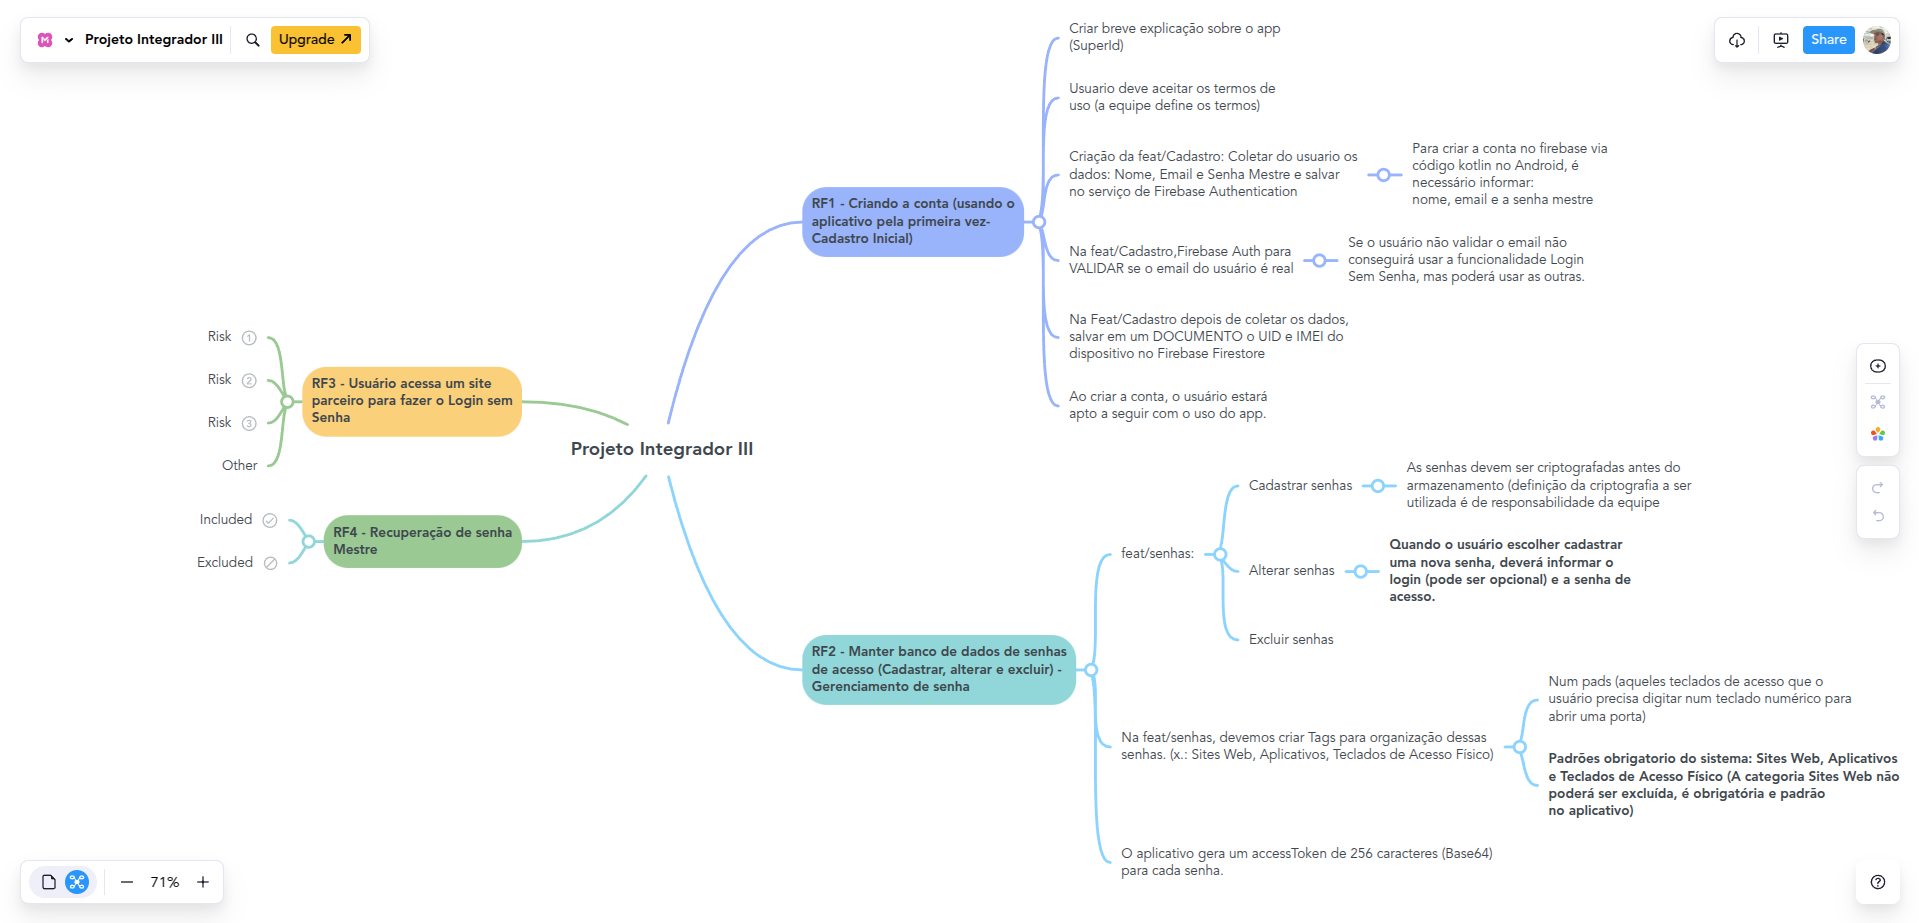 Projeto Integrador III
Upgrade
Share
Criar breve explicação sobre o app
(SuperId)
Usuario deve aceitar os termos de
uso (a equipe define os termos)
Criação da feat/Cadastro: Coletar do usuario os
dados: Nome, Email e Senha Mestre e salvar
no serviço de Firebase Authentication
Para criar a conta no firebase via
código kotlin no Android, é
necessário informar:
nome, email e a senha mestre
RF1 - Criando a conta (usando o
aplicativo pela primeira vez-
Cadastro Inicial)
Na feat/Cadastro,Firebase Auth para
VALIDAR se o email do usuário é real
Se o usuário não validar o email não
conseguirá usar a funcionalidade Login
Sem Senha, mas poderá usar as outras.
Na Feat/Cadastro depois de coletar os dados,
salvar em um DOCUMENTO o UID e IMEI do
dispositivo no Firebase Firestore
Ao criar a conta, o usuário estará
apto a seguir com o uso do app.
Risk 1
Risk 2
Risk 3
Other
RF3 - Usuário acessa um site
parceiro para fazer o Login sem
Senha
Projeto Integrador III
Included
Excluded
RF4 - Recuperação de senha
Mestre
Cadastrar senhas
As senhas devem ser criptografadas antes do
armazenamento (definição da criptografia a ser
utilizada é de responsabilidade da equipe
feat/senhas:
Alterar senhas
Quando o usuário escolher cadastrar
uma nova senha, deverá informar o
login (pode ser opcional) e a senha de
acesso.
Excluir senhas
RF2 - Manter banco de dados de senhas
de acesso (Cadastrar, alterar e excluir) -
Gerenciamento de senha
Na feat/senhas, devemos criar Tags para organização dessas
senhas. (x.: Sites Web, Aplicativos, Teclados de Acesso Físico)
Num pads (aqueles teclados de acesso que o
usuário precisa digitar num teclado numérico para
abrir uma porta)
Padrões obrigatorio do sistema: Sites Web, Aplicativos
e Teclados de Acesso Físico (A categoria Sites Web não
poderá ser excluída, é obrigatória e padrão
no aplicativo)
O aplicativo gera um accessToken de 256 caracteres (Base64)
para cada senha.
71%